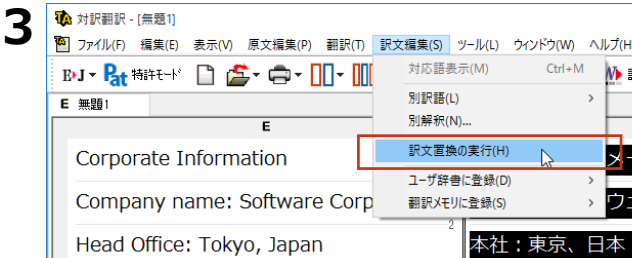 3
対訳翻訳 - [無題1]
ファイル(F) 編集(E) 表示(V) 原文編集(P) 翻訳(T) 訳文編集(S) ツール(L) ウィンドウ(W) ヘルプ(H
E›J Pat 特許モード
E 無題1
E
対応語表示(M) Ctrl+M
別訳語(L)
別解釈(N)...
訳文置換の実行(H)
ユーザ辞書に登録(D)
翻訳メモリに登録(S)
Corporate Information
Company name: Software Corp
2
Head Office: Tokyo, Japan
本社：東京、日本